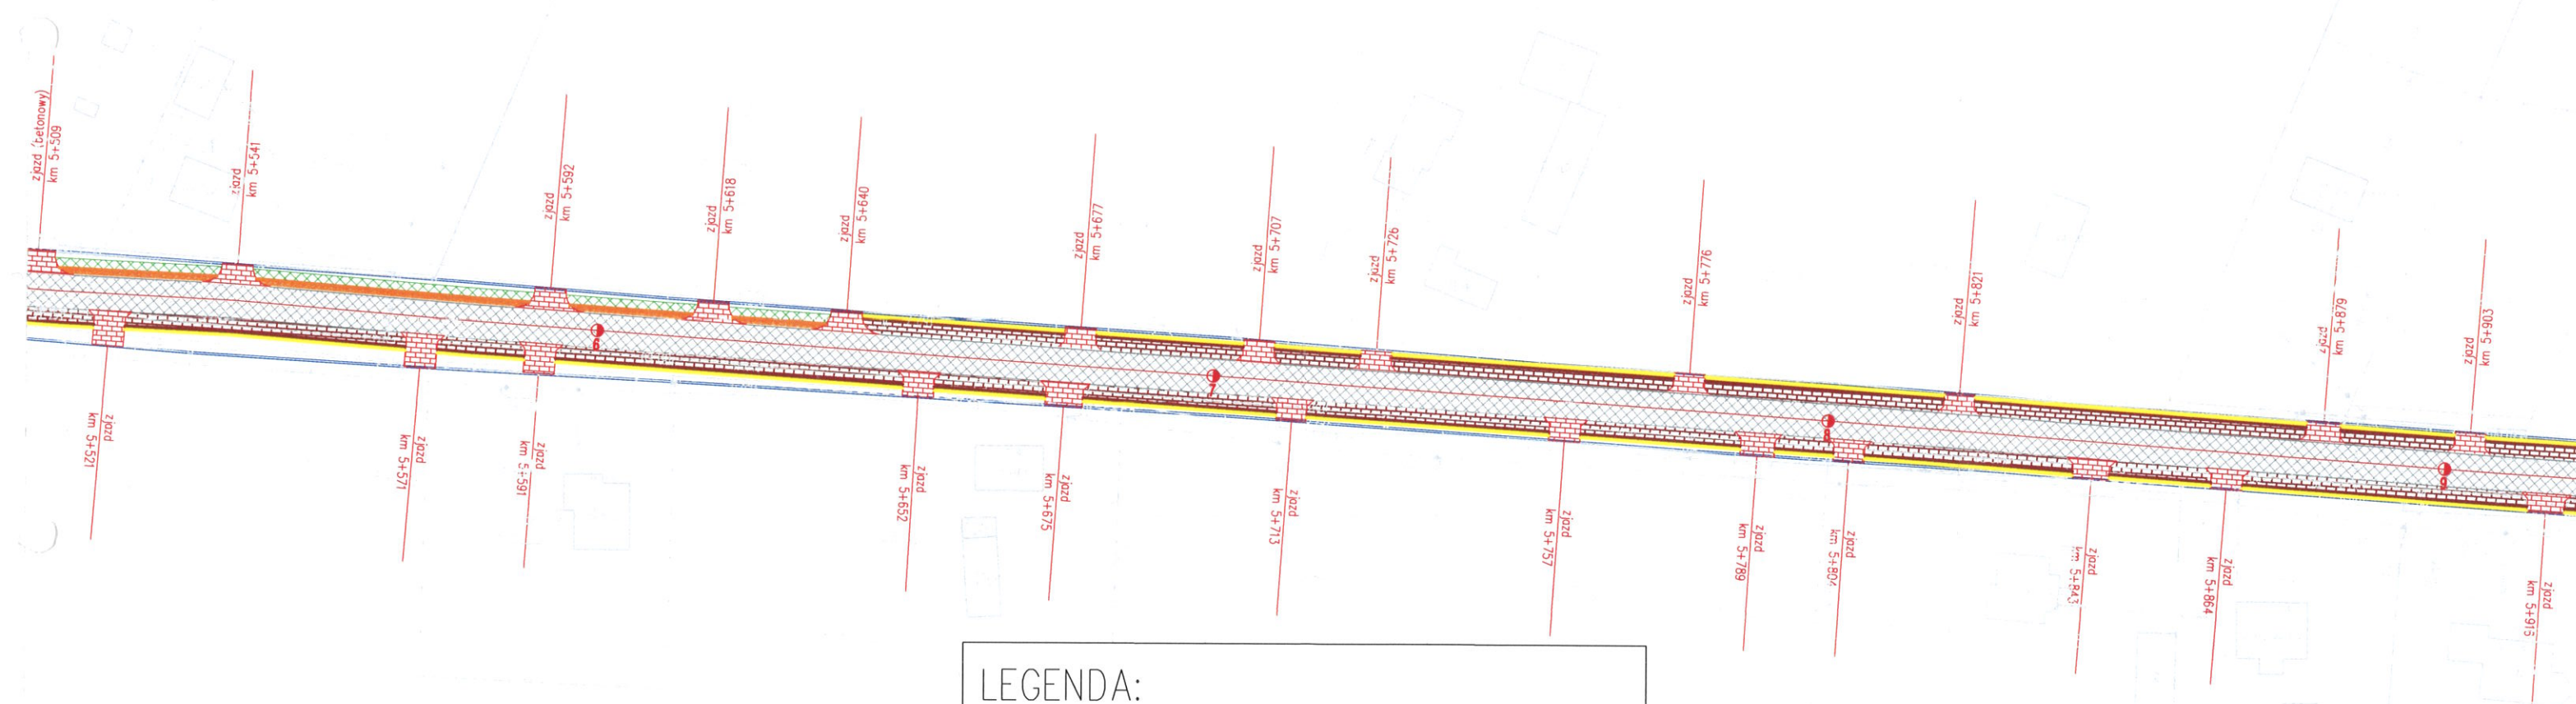 zjazd (betonowy)
km 5+509
zjazd
km 5+541
zjazd
km 5+592
zjazd
km 5+618
zjazd
km 5+640
zjazd
km 5+677
zjazd
km 5+707
zjazd
km 5+726
zjazd
km 5+776
zjazd
km 5+821
zjazd
km 5+879
zjazd
km 5+903
6
7
8
9
zjazd
km 5+521
zjazd
km 5+571
zjazd
km 5+591
zjazd
km 5+652
zjazd
km 5+675
zjazd
km 5+713
zjazd
km 5+757
zjazd
km 5+789
zjazd
km
zjazd
km 5+843
zjazd
km 5+864
zjazd
km
LEGENDA: